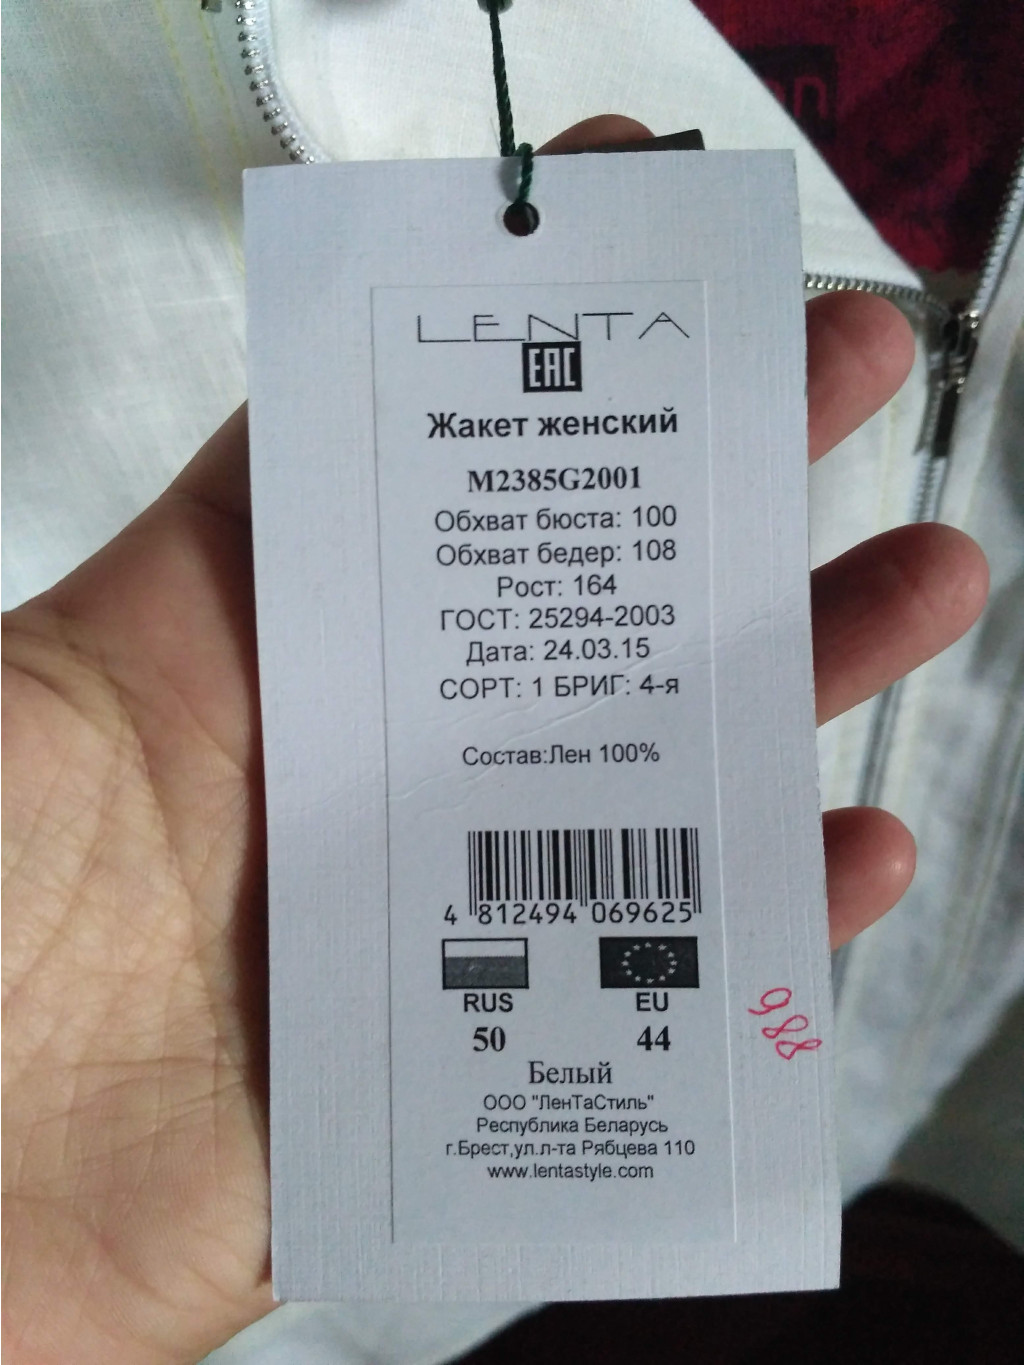 LENTA
EAC
Жакет женский
M2385G2001
Обхват бюста: 100
Обхват бедер: 108
Рост: 164
ГОСТ: 25294-2003
Дата: 24.03.15
СОРТ: 1 БРИГ: 4-я
Состав:Лен 100%
4 812494 069625
RUS EU
50 44
Белый
ООО "ЛенТаСтиль"
Республика Беларусь
г.Брест,ул.л-та Рябцева 110
www.lentastyle.com